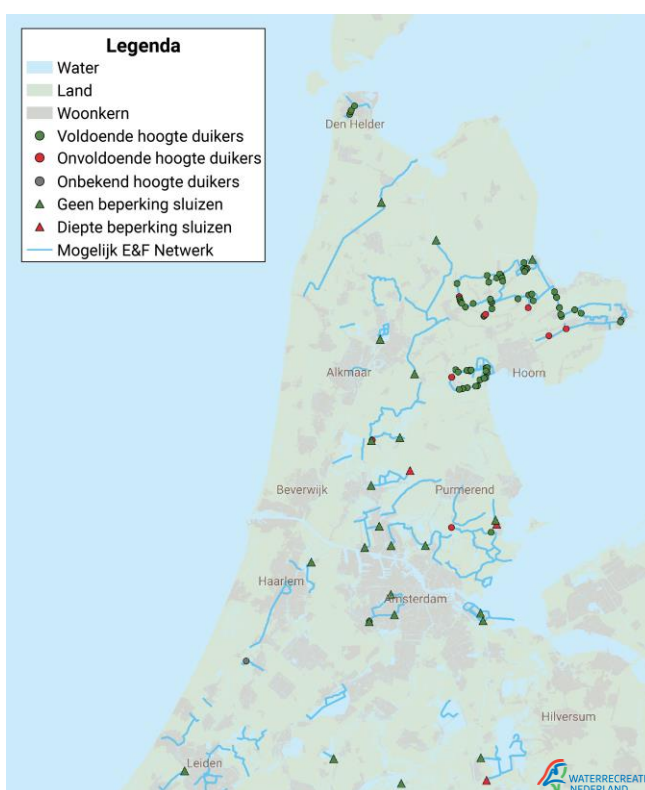 Legenda
Water
Land
Woonkern
Voldoende hoogte duikers
Onvoldoende hoogte duikers
Onbekend hoogte duikers
Geen beperking sluizen
Diepte beperking sluizen
Mogelijk E&F Netwerk
Den Helder
Alkmaar
Hoorn
Beverwijk
Purmerend
Haarlem
Amsterdam
Hilversum
Leiden
WATERRECREAT
NEDERLAND